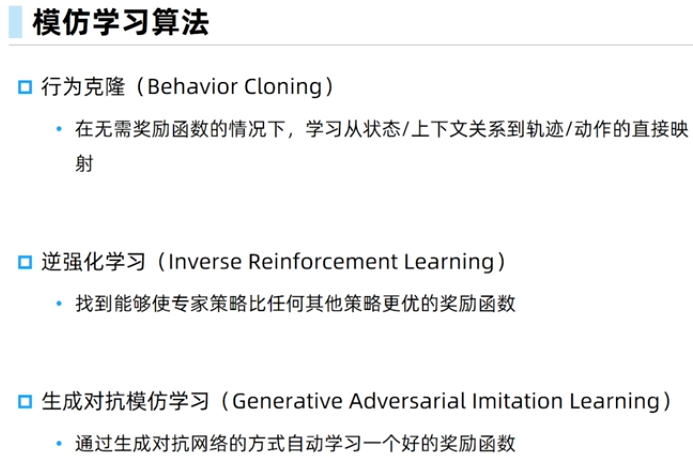 模仿学习算法
行为克隆（Behavior Cloning）
在无需奖励函数的情况下，学习从状态/上下文关系到轨迹/动作的直接映
射
逆强化学习（Inverse Reinforcement Learning）
找到能够使专家策略比任何其他策略更优的奖励函数
生成对抗模仿学习（Generative Adversarial Imitation Learning）
通过生成对抗网络的方式自动学习一个好的奖励函数